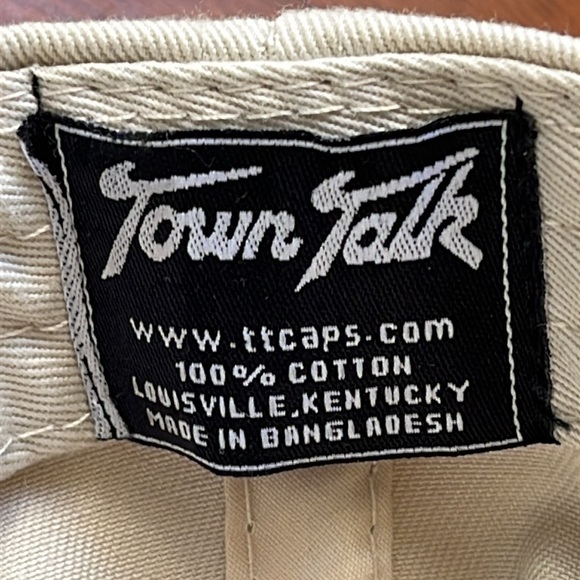 Town Talk
www.ttcaps.com
100% COTTON
LOUISVILLE, KENTUCKY
MADE IN BANGLADESH